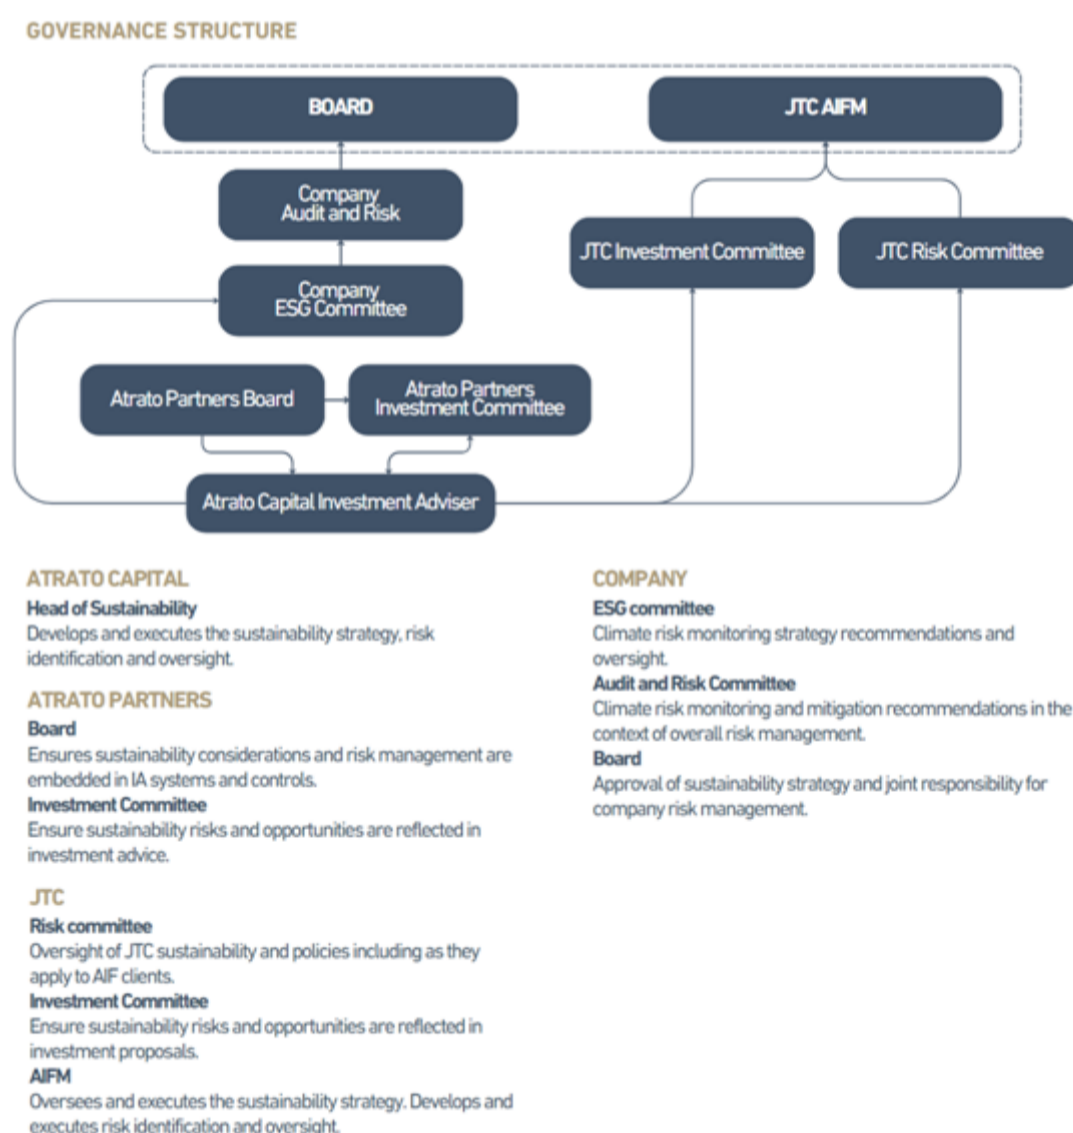 GOVERNANCE STRUCTURE
BOARD
JTC AIFM
Company
Audit and Risk
JTC Investment Committee
JTC Risk Committee
Company
ESG Committee
Atrato Partners Board
Atrato Partners
Investment Committee
Atrato Capital Investment Adviser
ATRATO CAPITAL
Head of Sustainability
Develops and executes the sustainability strategy, risk
identification and oversight.
ATRATO PARTNERS
Board
Ensures sustainability considerations and risk management are
embedded in IA systems and controls.
Investment Committee
Ensure sustainability risks and opportunities are reflected in
investment advice.
JTC
Risk committee
Oversight of JTC sustainability and policies including as they
apply to AIF clients.
Investment Committee
Ensure sustainability risks and opportunities are reflected in
investment proposals.
AIFM
Oversees and executes the sustainability strategy. Develops and
executes risk identification and oversight.
COMPANY
ESG committee
Climate risk monitoring strategy recommendations and
oversight.
Audit and Risk Committee
Climate risk monitoring and mitigation recommendations in the
context of overall risk management.
Board
Approval of sustainability strategy and joint responsibility for
company risk management.